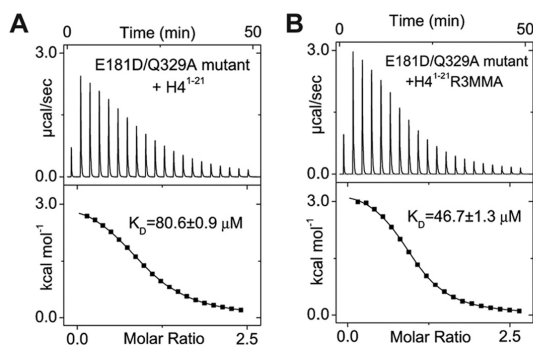 A
Time (min)
0 50
3.0
E181D/Q329A mutant
+ H4¹⁻²¹
µcal/sec
0.0
3.0
K_D=80.6±0.9 µM
kcal mol⁻¹
0.0
0.0 Molar Ratio 2.5
B
Time (min)
0 50
3.0
E181D/Q329A mutant
+H4¹⁻²¹R3MMA
µcal/sec
0.0
3.0
K_D=46.7±1.3 µM
kcal mol⁻¹
0.0
0.0 Molar Ratio 2.5